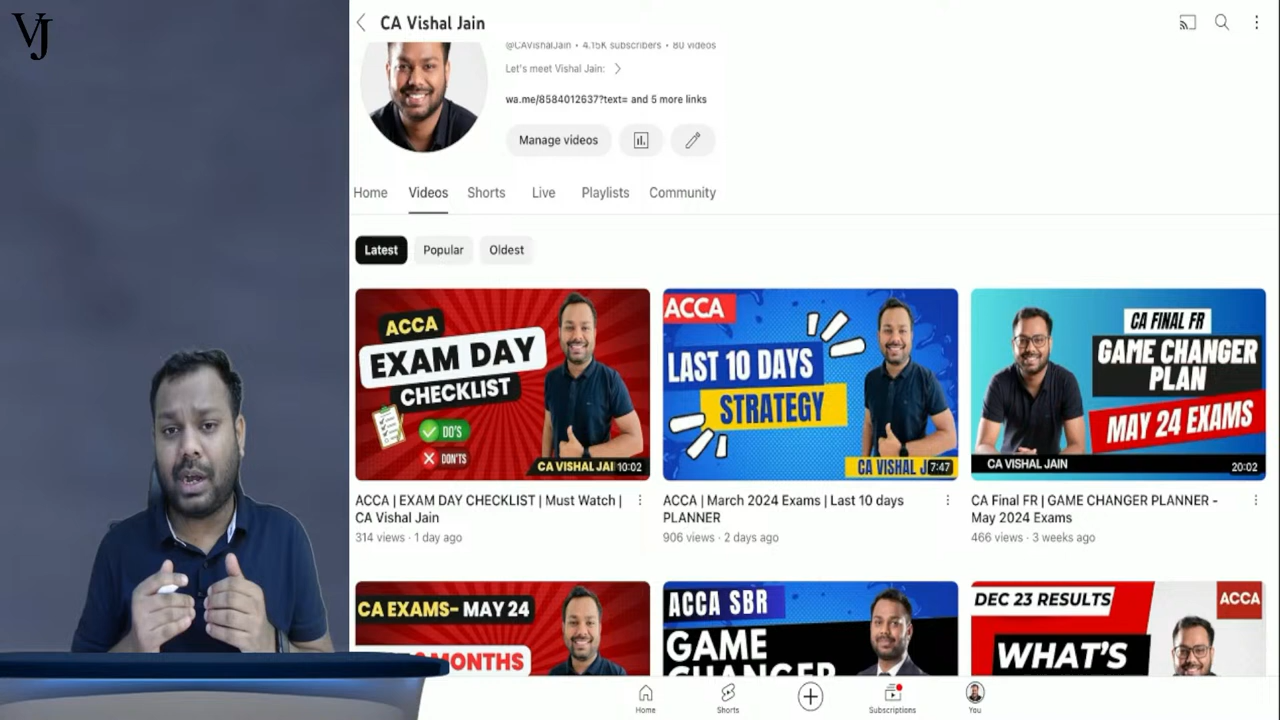 VJ
CA Vishal Jain
@CAVishalJain • 4.15K subscribers • 80 videos
Let's meet Vishal Jain:
wa.me/8584012637?text= and 5 more links
Manage videos
Home Videos Shorts Live Playlists Community
Latest Popular Oldest
ACCA
EXAM DAY
CHECKLIST
DO'S
DON'TS
CA VISHAL JAI 10:02
ACCA | EXAM DAY CHECKLIST | Must Watch |
CA Vishal Jain
314 views · 1 day ago
ACCA
LAST 10 DAYS
STRATEGY
CA VISHAL J 7:47
ACCA | March 2024 Exams | Last 10 days
PLANNER
906 views · 2 days ago
CA FINAL FR
GAME CHANGER
PLAN
MAY 24 EXAMS
CA VISHAL JAIN 20:02
CA Final FR | GAME CHANGER PLANNER -
May 2024 Exams
466 views · 3 weeks ago
CA EXAMS- MAY 24
MONTHS
ACCA SBR
GAME
CHANGER
DEC 23 RESULTS
ACCA
WHAT'S
Home Shorts Subscriptions You